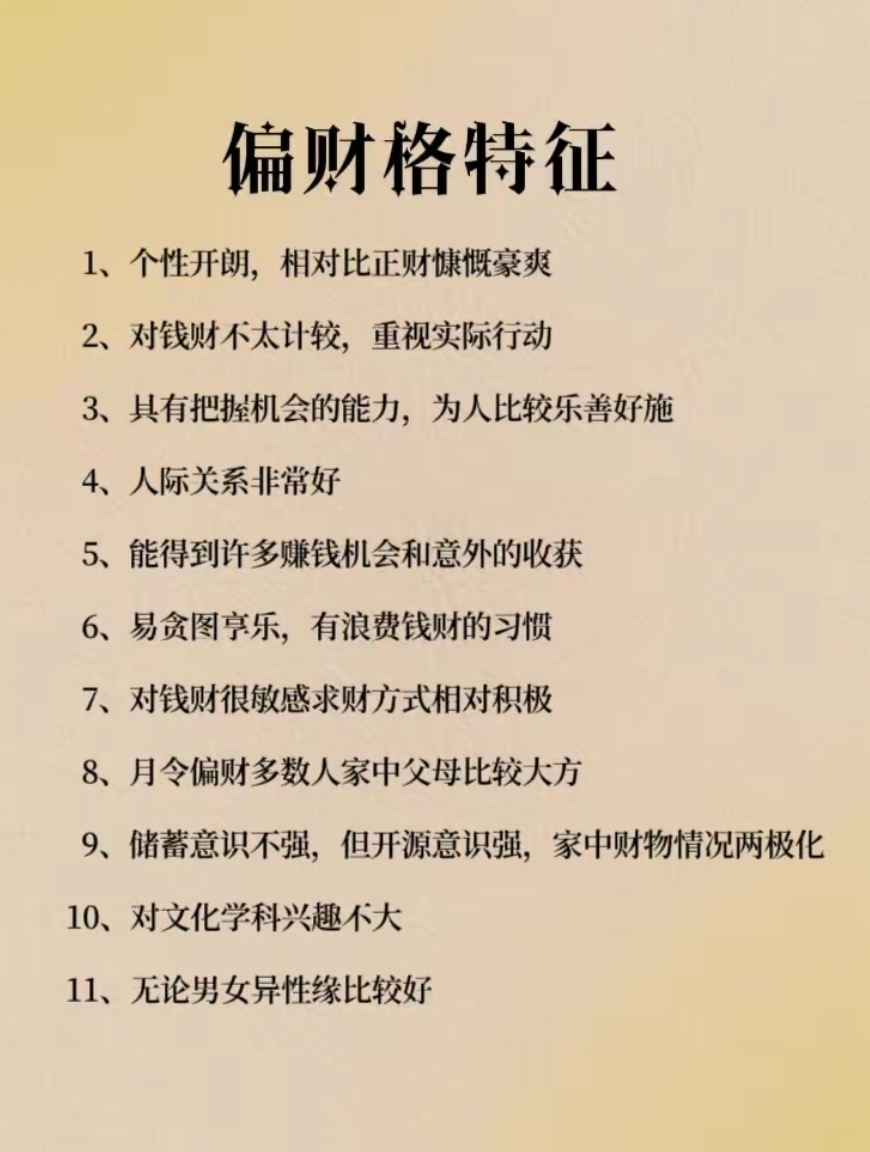 偏财格特征
1、个性开朗，相对比正财慷慨豪爽
2、对钱财不太计较，重视实际行动
3、具有把握机会的能力，为人比较乐善好施
4、人际关系非常好
5、能得到许多赚钱机会和意外的收获
6、易贪图享乐，有浪费钱财的习惯
7、对钱财很敏感求财方式相对积极
8、月令偏财多数人家中父母比较大方
9、储蓄意识不强，但开源意识强，家中财物情况两极化
10、对文化学科兴趣不大
11、无论男女异性缘比较好